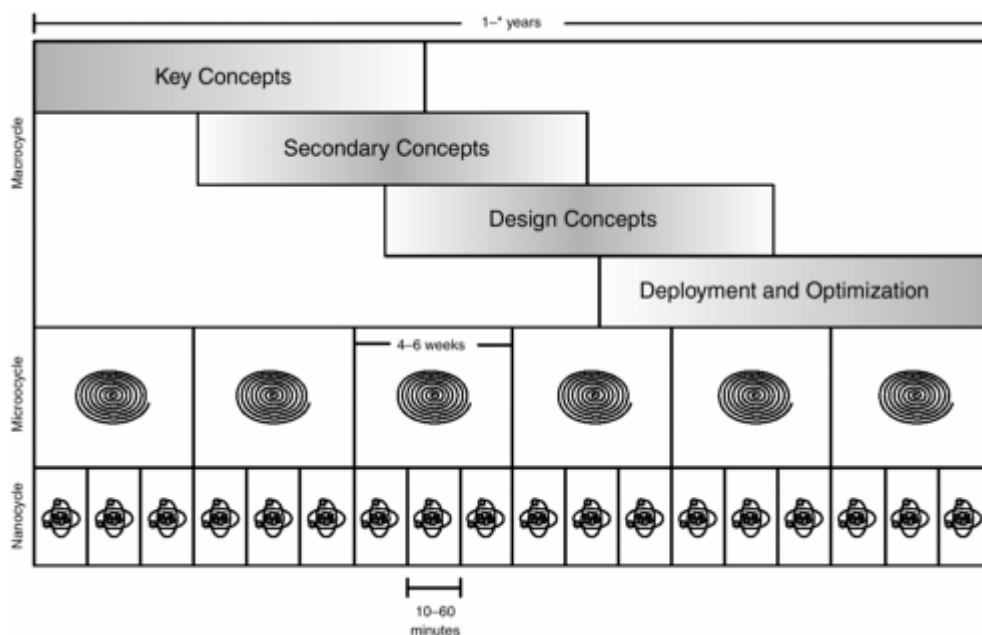 1–* years
Key Concepts
Secondary Concepts
Design Concepts
Deployment and Optimization
Macrocycle
4–6 weeks
Microocycle
Nanocycle
10–60
minutes